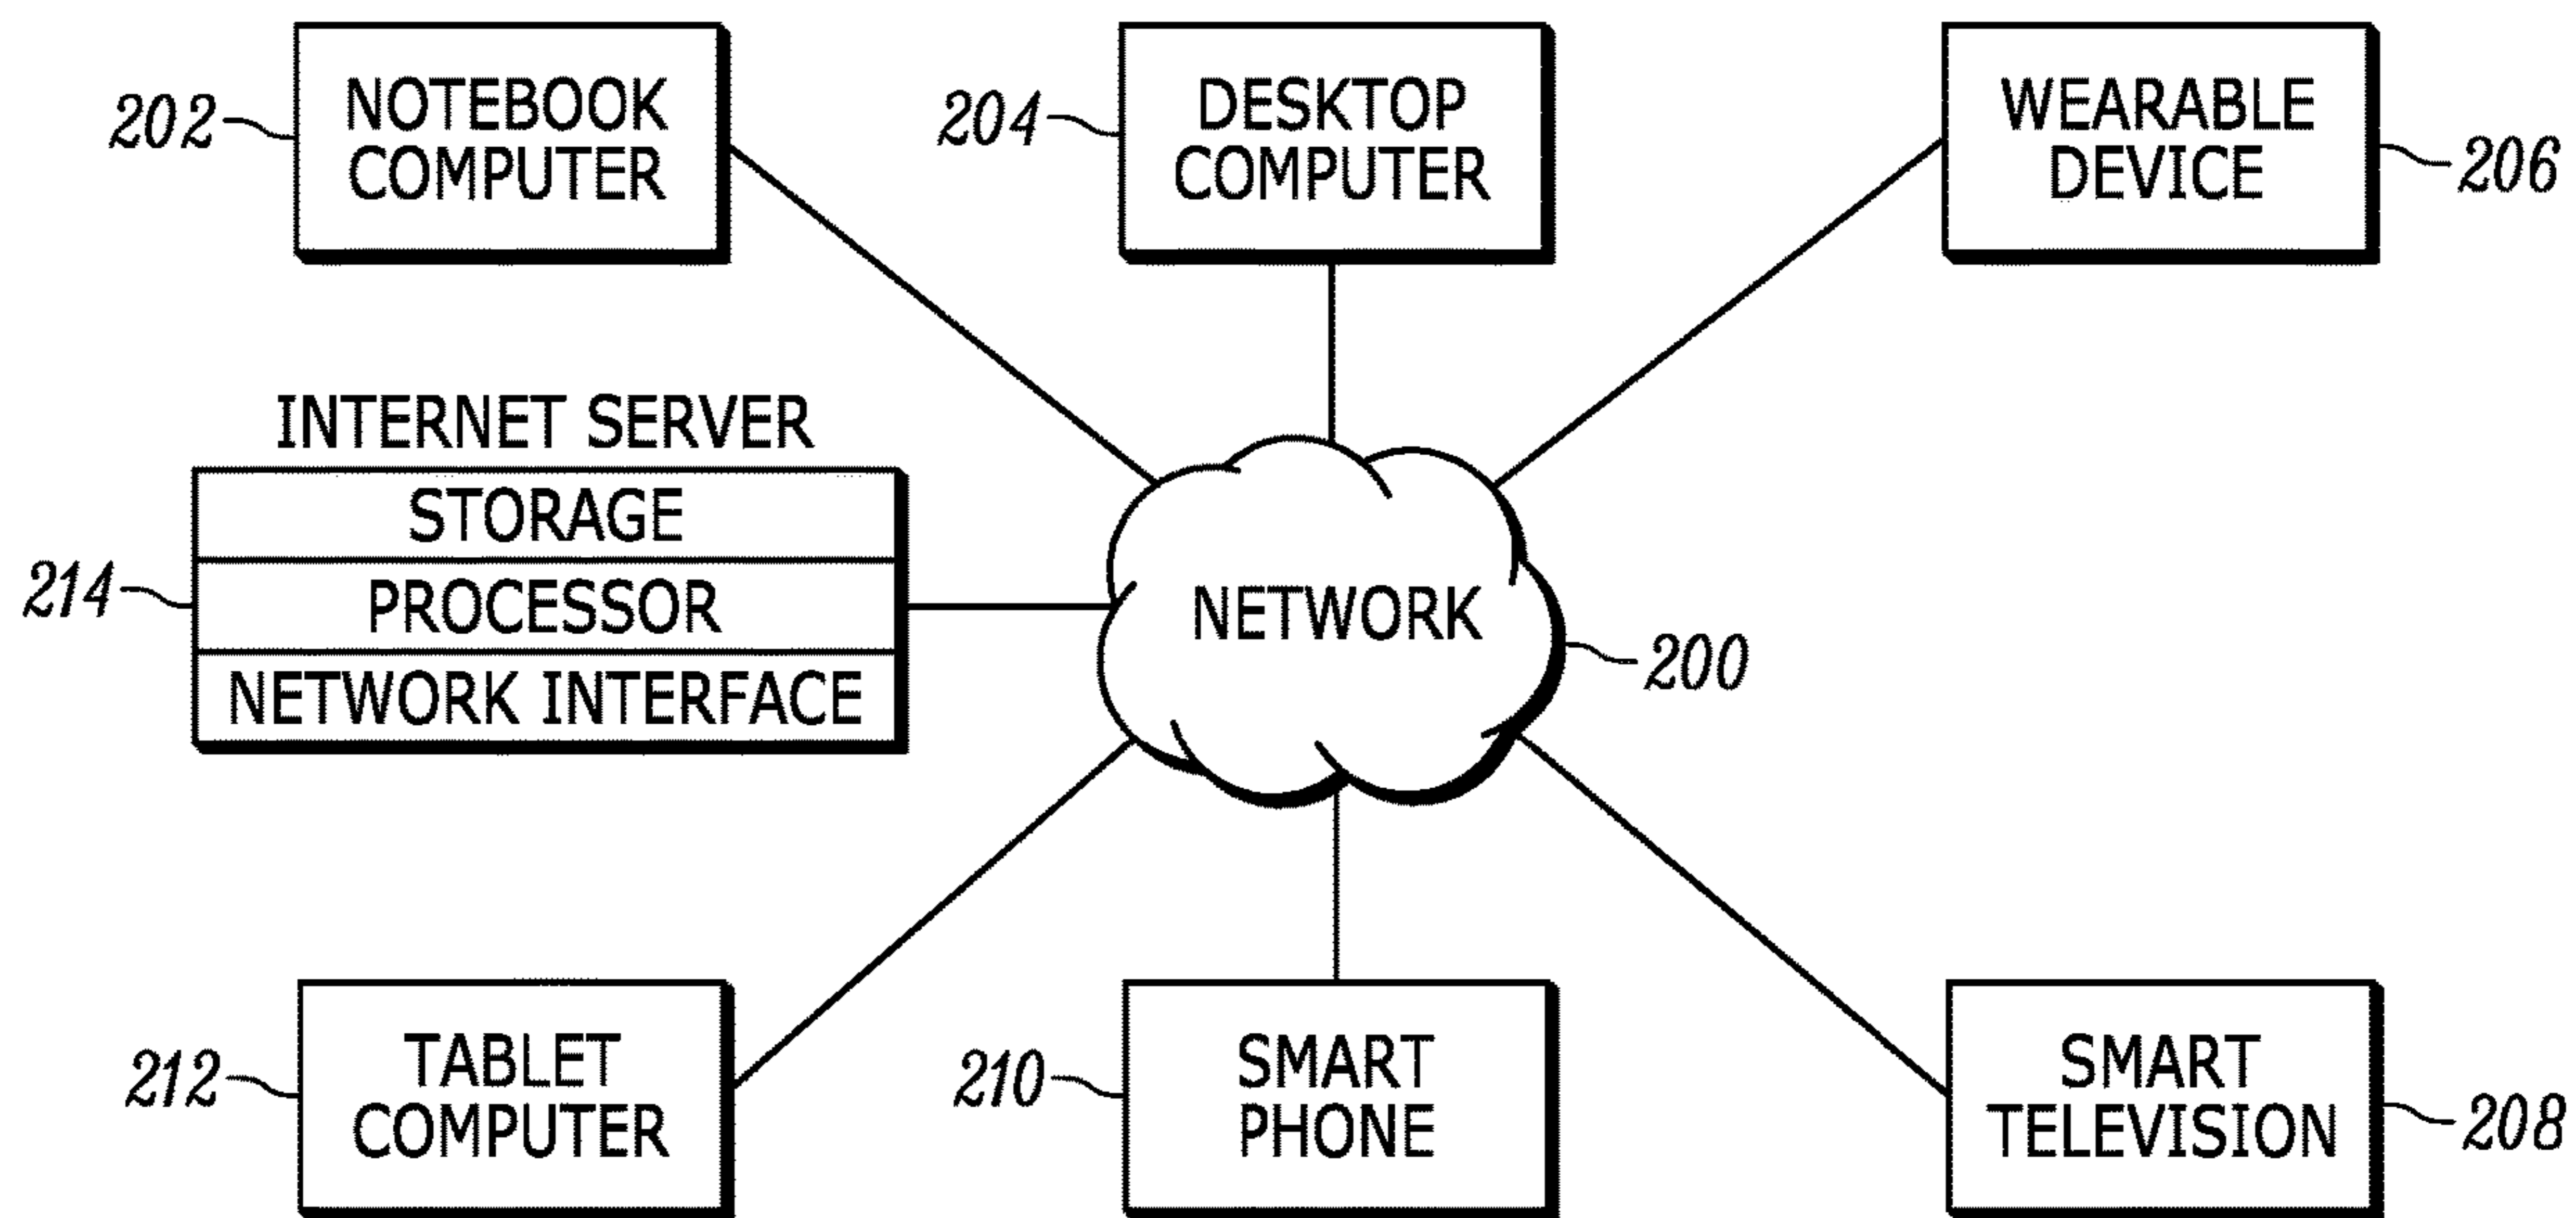 202
NOTEBOOK
COMPUTER
204
DESKTOP
COMPUTER
WEARABLE
DEVICE
206
INTERNET SERVER
STORAGE
PROCESSOR
NETWORK INTERFACE
214
NETWORK
200
212
TABLET
COMPUTER
210
SMART
PHONE
SMART
TELEVISION
208